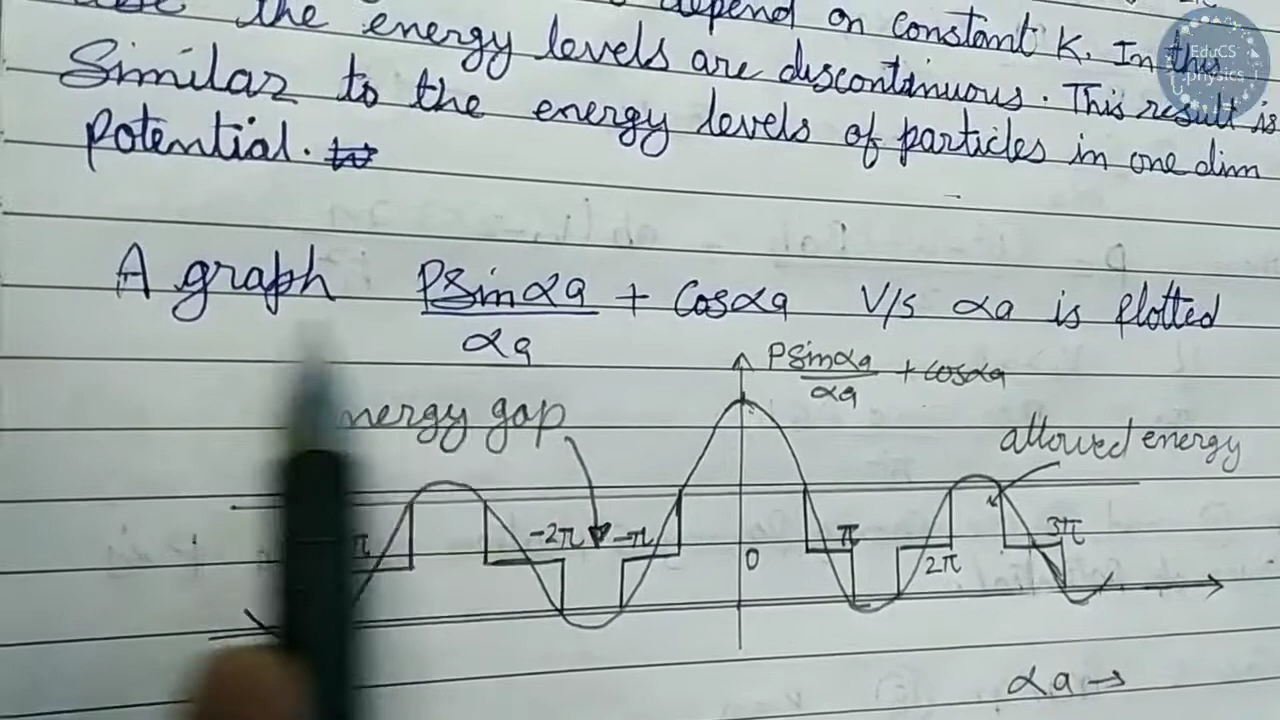 the energy levels are discontinuous. This result is
depend on constant K. In this
Similar to the energy levels of particles in one dim
potential.
EduCS
physics
A graph Psinαa/αa + Cosαa V/s αa is plotted
Psinαa/αa + cosαa
nergy gap
allowed energy
π -2π -π 0 π 2π 3π
αa →